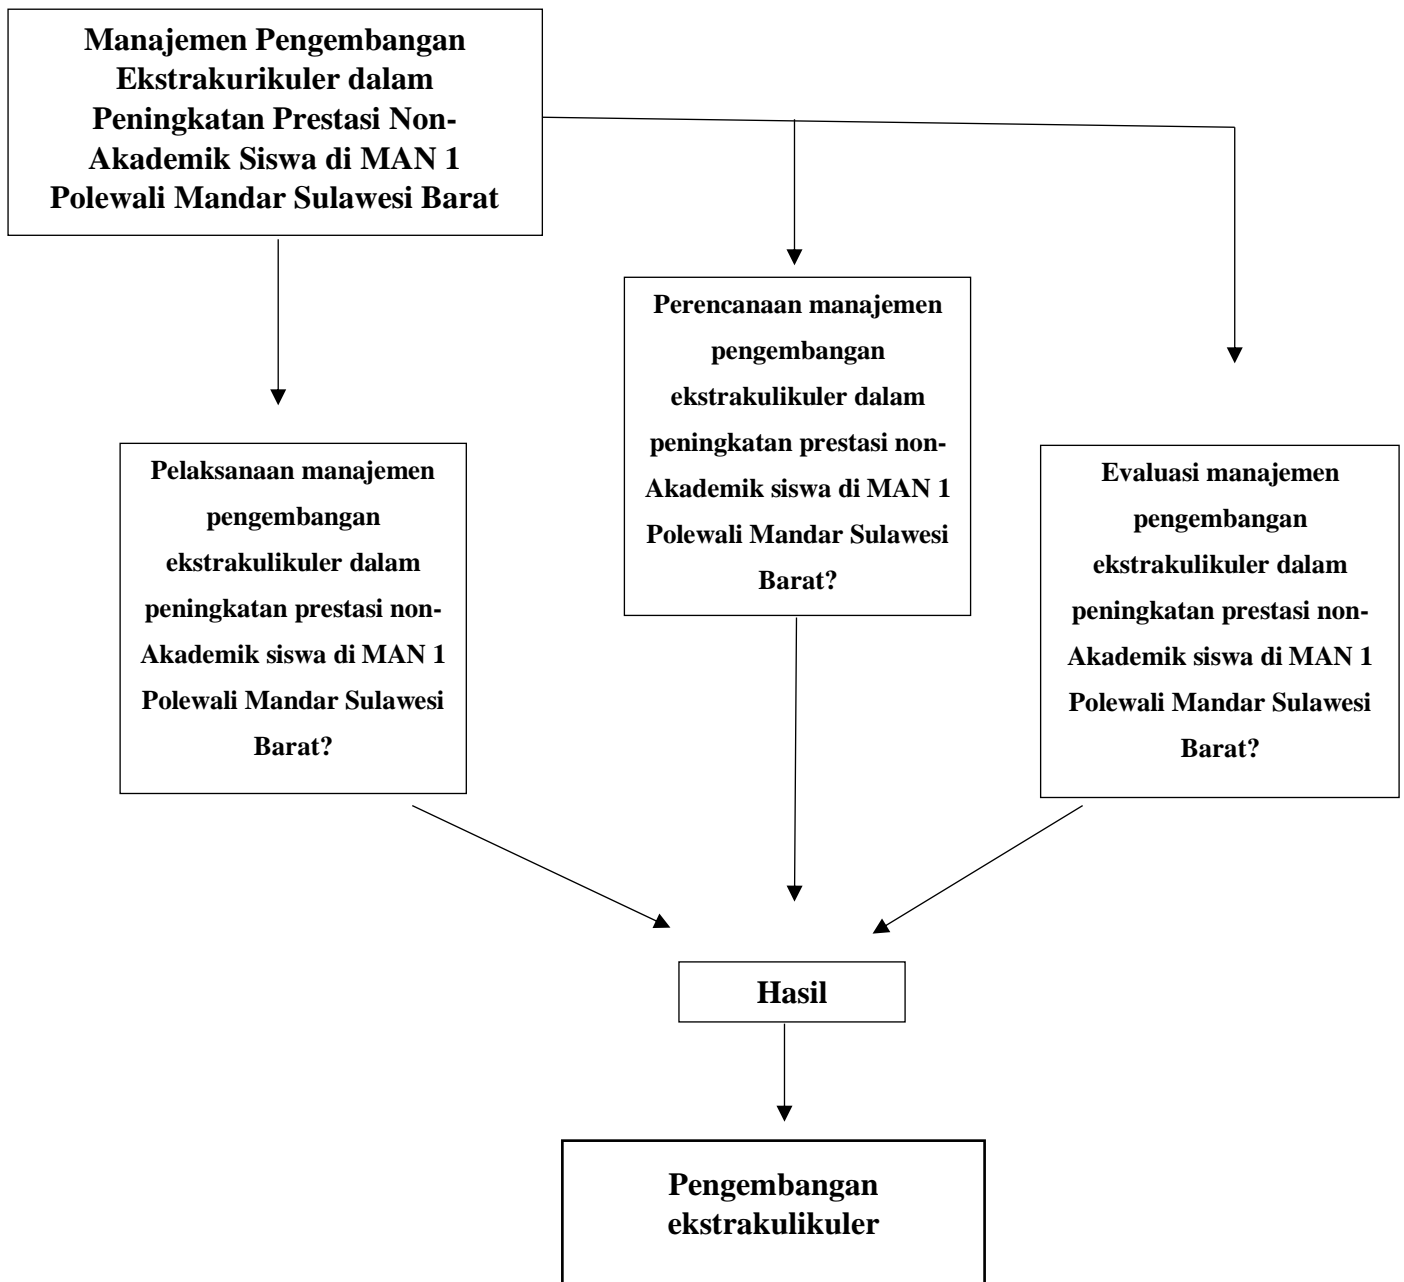 Manajemen Pengembangan
Ekstrakurikuler dalam
Peningkatan Prestasi Non-
Akademik Siswa di MAN 1
Polewali Mandar Sulawesi Barat
Pelaksanaan manajemen
pengembangan
ekstrakulikuler dalam
peningkatan prestasi non-
Akademik siswa di MAN 1
Polewali Mandar Sulawesi
Barat?
Perencanaan manajemen
pengembangan
ekstrakulikuler dalam
peningkatan prestasi non-
Akademik siswa di MAN 1
Polewali Mandar Sulawesi
Barat?
Evaluasi manajemen
pengembangan
ekstrakulikuler dalam
peningkatan prestasi non-
Akademik siswa di MAN 1
Polewali Mandar Sulawesi
Barat?
Hasil
Pengembangan
ekstrakulikuler